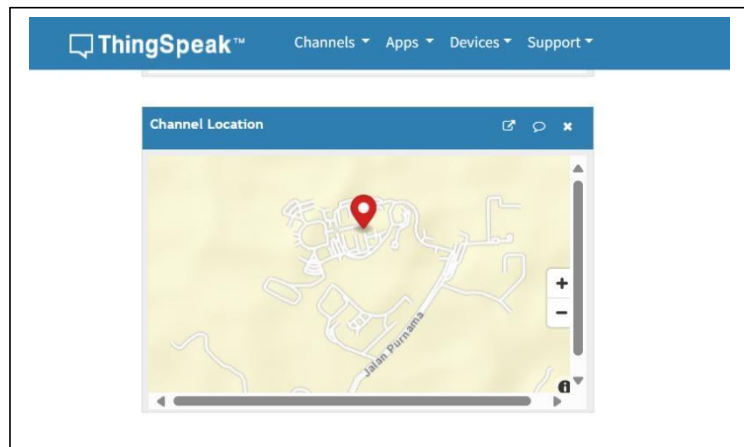 ThingSpeak™ Channels Apps Devices Support
Channel Location
Jalan Purnama